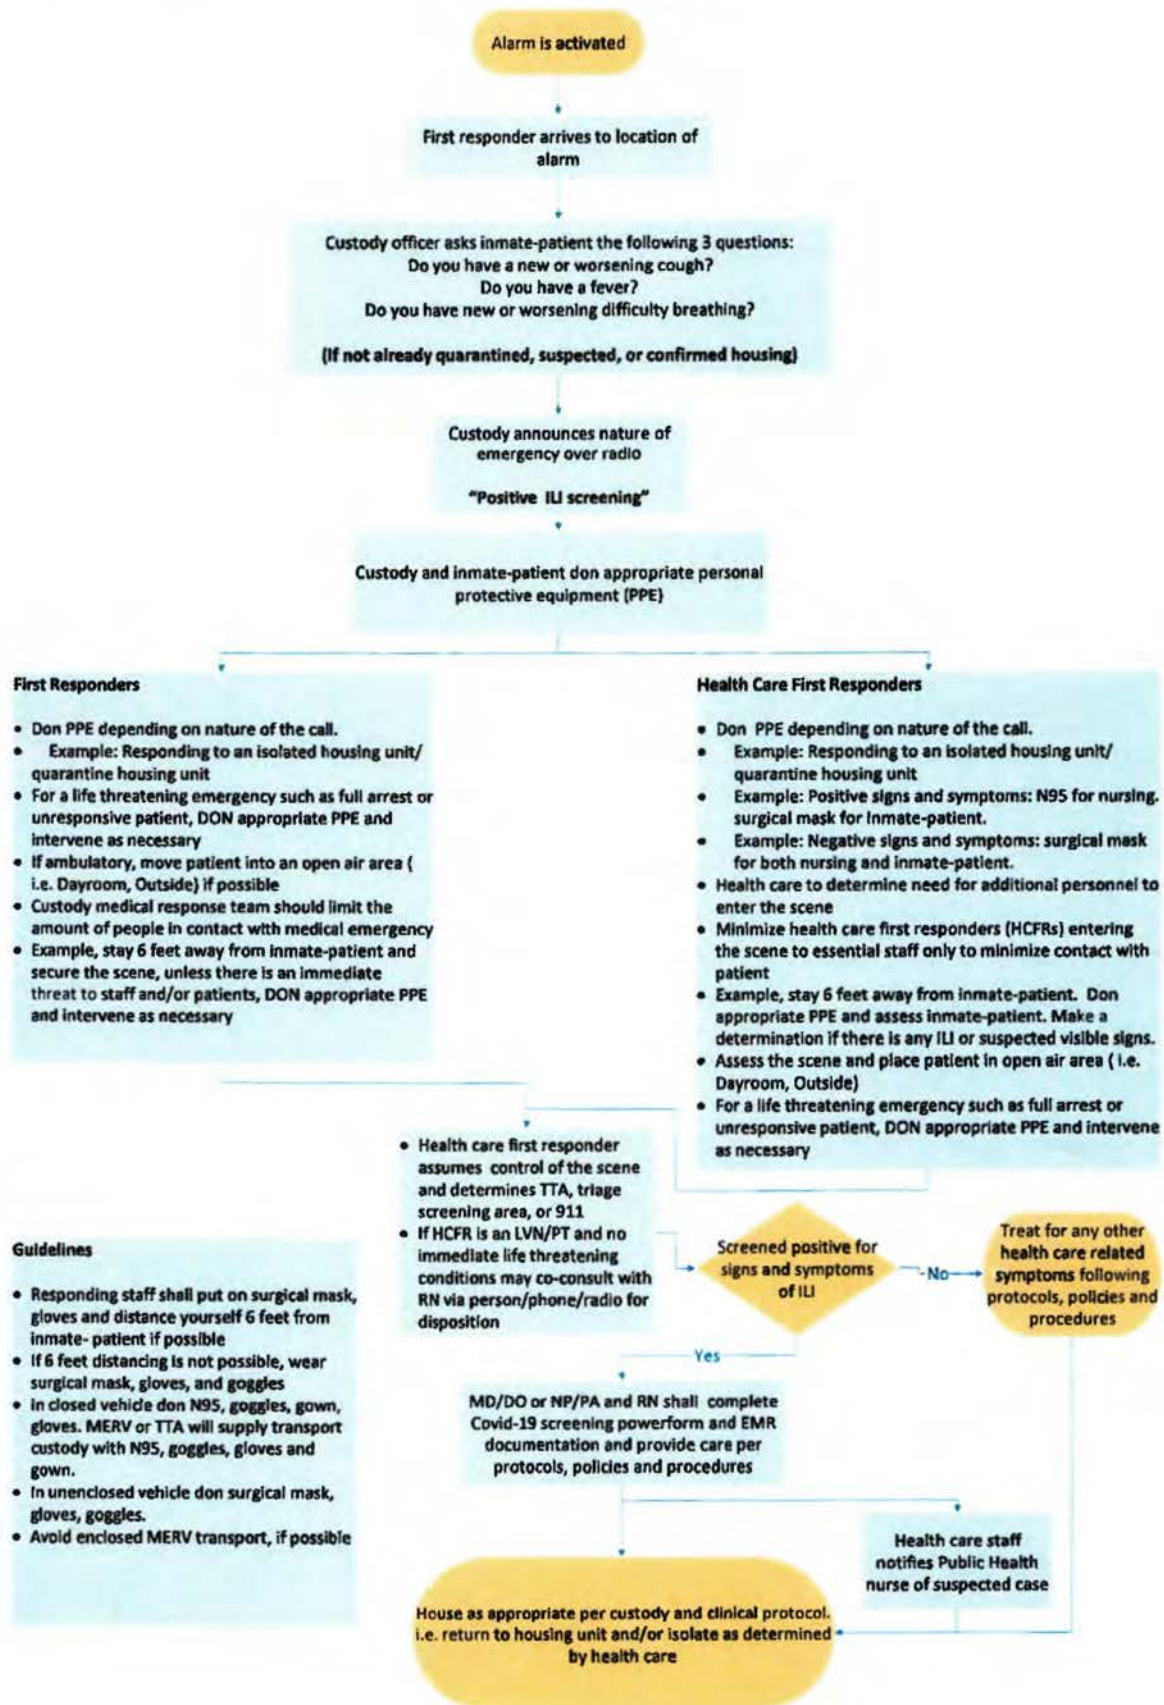 Alarm is activated
First responder arrives to location of
alarm
Custody officer asks inmate-patient the following 3 questions:
Do you have a new or worsening cough?
Do you have a fever?
Do you have new or worsening difficulty breathing?
(If not already quarantined, suspected, or confirmed housing)
Custody announces nature of
emergency over radio
"Positive ILI screening"
Custody and inmate-patient don appropriate personal
protective equipment (PPE)
First Responders
• Don PPE depending on nature of the call.
• Example: Responding to an isolated housing unit/
quarantine housing unit
• For a life threatening emergency such as full arrest or
unresponsive patient, DON appropriate PPE and
intervene as necessary
• If ambulatory, move patient into an open air area (
i.e. Dayroom, Outside) if possible
• Custody medical response team should limit the
amount of people in contact with medical emergency
• Example, stay 6 feet away from inmate-patient and
secure the scene, unless there is an immediate
threat to staff and/or patients, DON appropriate PPE
and intervene as necessary
Health Care First Responders
• Don PPE depending on nature of the call.
• Example: Responding to an isolated housing unit/
quarantine housing unit
• Example: Positive signs and symptoms: N95 for nursing.
surgical mask for inmate-patient.
• Example: Negative signs and symptoms: surgical mask
for both nursing and inmate-patient.
• Health care to determine need for additional personnel to
enter the scene
• Minimize health care first responders (HCFRs) entering
the scene to essential staff only to minimize contact with
patient
• Example, stay 6 feet away from inmate-patient. Don
appropriate PPE and assess inmate-patient. Make a
determination if there is any ILI or suspected visible signs.
• Assess the scene and place patient in open air area ( i.e.
Dayroom, Outside)
• For a life threatening emergency such as full arrest or
unresponsive patient, DON appropriate PPE and intervene
as necessary
• Health care first responder
assumes control of the scene
and determines TTA, triage
screening area, or 911
• If HCFR is an LVN/PT and no
immediate life threatening
conditions may co-consult with
RN via person/phone/radio for
disposition
Screened positive for
signs and symptoms
of ILI
No
Treat for any other
health care related
symptoms following
protocols, policies and
procedures
Yes
Guidelines
• Responding staff shall put on surgical mask,
gloves and distance yourself 6 feet from
inmate- patient if possible
• If 6 feet distancing is not possible, wear
surgical mask, gloves, and goggles
• In closed vehicle don N95, goggles, gown,
gloves. MERV or TTA will supply transport
custody with N95, goggles, gloves and
gown.
• In unenclosed vehicle don surgical mask,
gloves, goggles.
• Avoid enclosed MERV transport, if possible
MD/DO or NP/PA and RN shall complete
Covid-19 screening powerform and EMR
documentation and provide care per
protocols, policies and procedures
Health care staff
notifies Public Health
nurse of suspected case
House as appropriate per custody and clinical protocol.
i.e. return to housing unit and/or isolate as determined
by health care